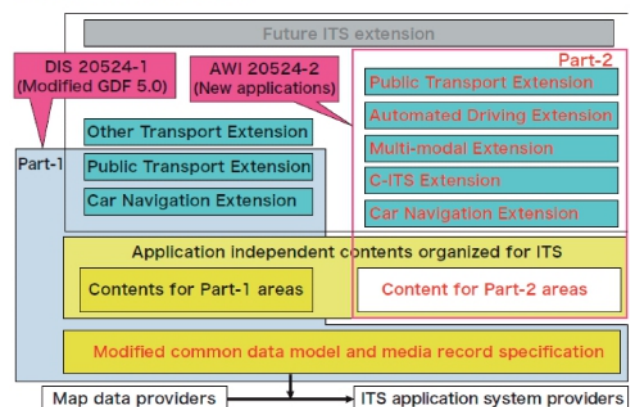 Future ITS extension
DIS 20524-1
(Modified GDF 5.0)
AWI 20524-2
(New applications)
Part-2
Public Transport Extension
Automated Driving Extension
Multi-modal Extension
C-ITS Extension
Car Navigation Extension
Other Transport Extension
Part-1
Public Transport Extension
Car Navigation Extension
Application independent contents organized for ITS
Contents for Part-1 areas
Content for Part-2 areas
Modified common data model and media record specification
Map data providers
ITS application system providers